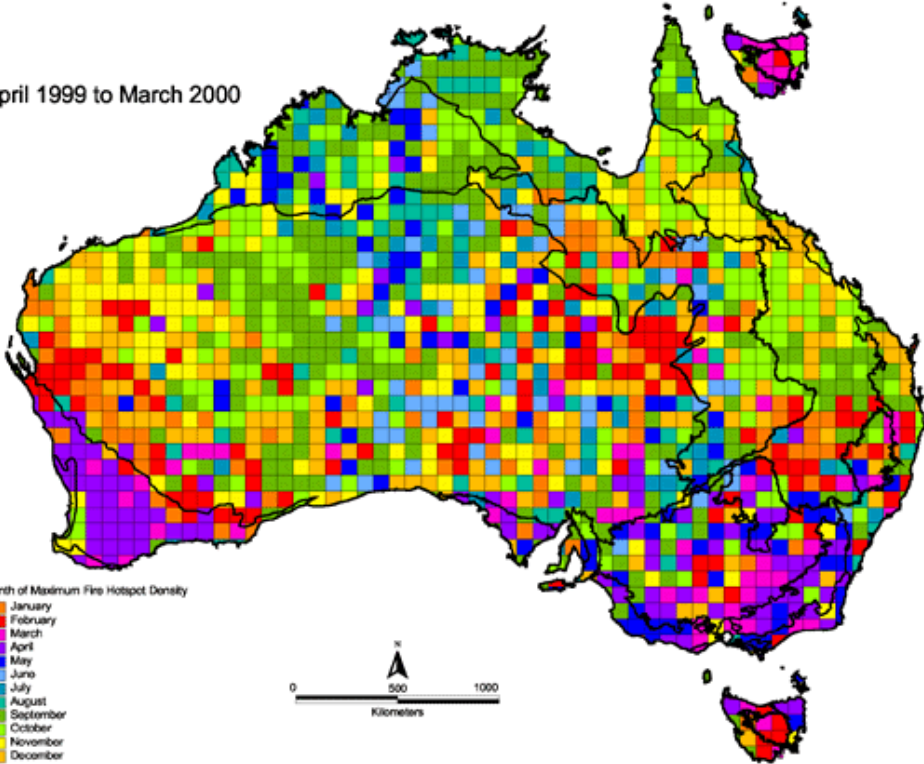 pril 1999 to March 2000
nth of Maximum Fire Hotspot Density
January
February
March
April
May
June
July
August
September
October
November
December
N
0 500 1000
Kilometers